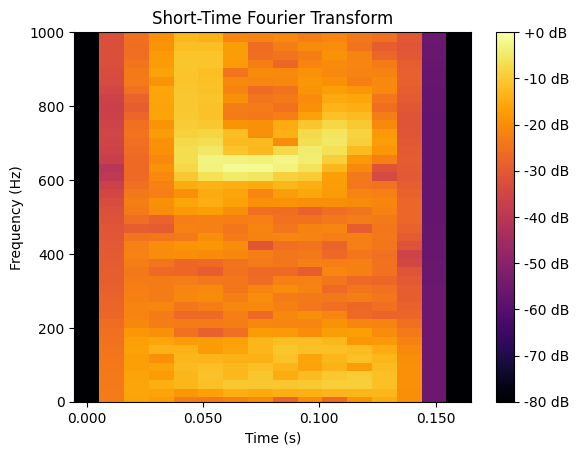 Short-Time Fourier Transform
1000
800
600
400
200
0
Frequency (Hz)
0.000
0.050
0.100
0.150
Time (s)
+0 dB
-10 dB
-20 dB
-30 dB
-40 dB
-50 dB
-60 dB
-70 dB
-80 dB